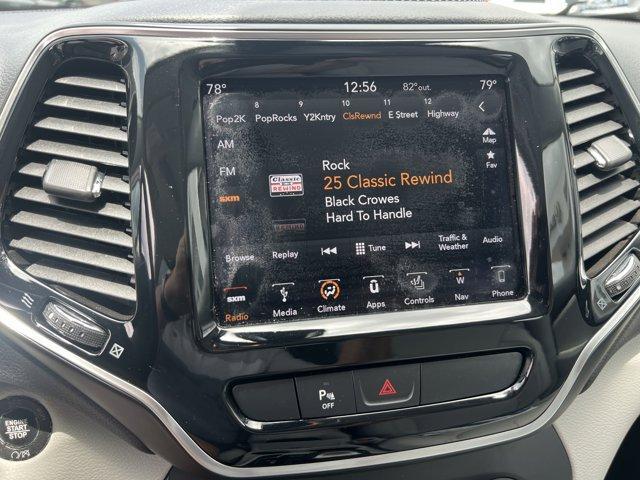 78° 12:56 82° out. 79°
8 9 10 11 12
Pop2K PopRocks Y2Kntry ClsRewnd E Street Highway
AM
Map
FM
Fav
Rock
Classic
REWIND
25 Classic Rewind
sxm
Black Crowes
Hard To Handle
Browse Replay Tune Traffic & Weather Audio
sxm
W
Radio Media Climate Apps Controls Nav Phone
P
OFF
ENGINE
START
STOP